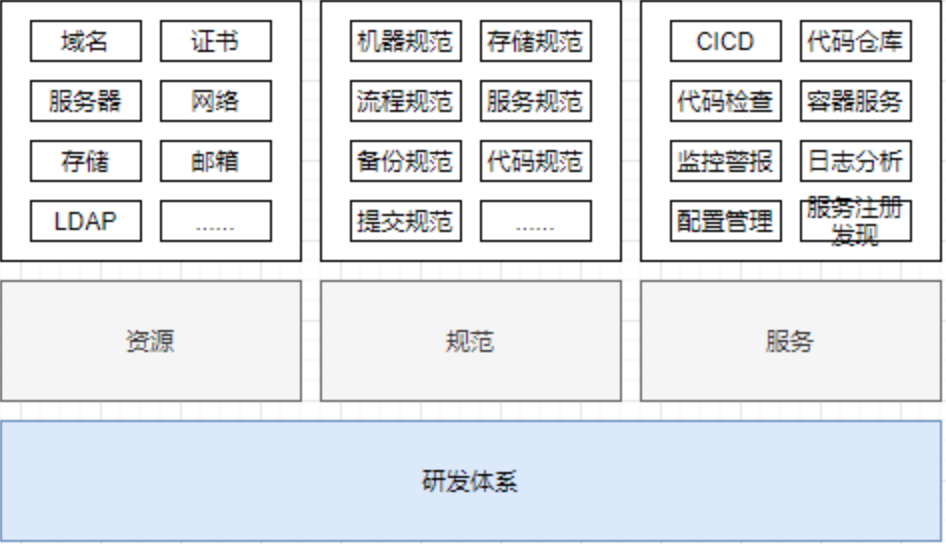 域名
证书
服务器
网络
存储
邮箱
LDAP
......
机器规范
存储规范
流程规范
服务规范
备份规范
代码规范
提交规范
......
CICD
代码仓库
代码检查
容器服务
监控警报
日志分析
配置管理
服务注册
发现
资源
规范
服务
研发体系